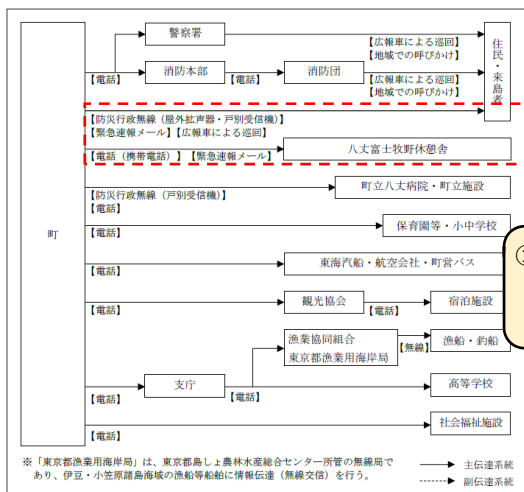 警察署
【広報車による巡回】
【地域での呼びかけ】
住民・来島者
【電話】
消防本部
【電話】
消防団
【広報車による巡回】
【地域での呼びかけ】
【防災行政無線(屋外拡声器・戸別受信機)】
【緊急速報メール】【広報車による巡回】
【電話(携帯電話)】【緊急速報メール】
八丈富士牧野休憩舎
【防災行政無線(戸別受信機)】
【電話】
町立八丈病院・町立施設
町
【電話】
保育園等・小中学校
【電話】
東海汽船・航空会社・町営バス
【電話】
観光協会
【電話】
宿泊施設
漁業協同組合
東京都漁業用海岸局
【無線】
漁船・釣船
【電話】
支庁
【電話】
高等学校
【電話】
社会福祉施設
※「東京都漁業用海岸局」は、東京都島しょ農林水産総合センター所管の無線局で
あり、伊豆・小笠原諸島海域の漁船等船舶に情報伝達(無線交信)を行う。
主伝達系統
副伝達系統